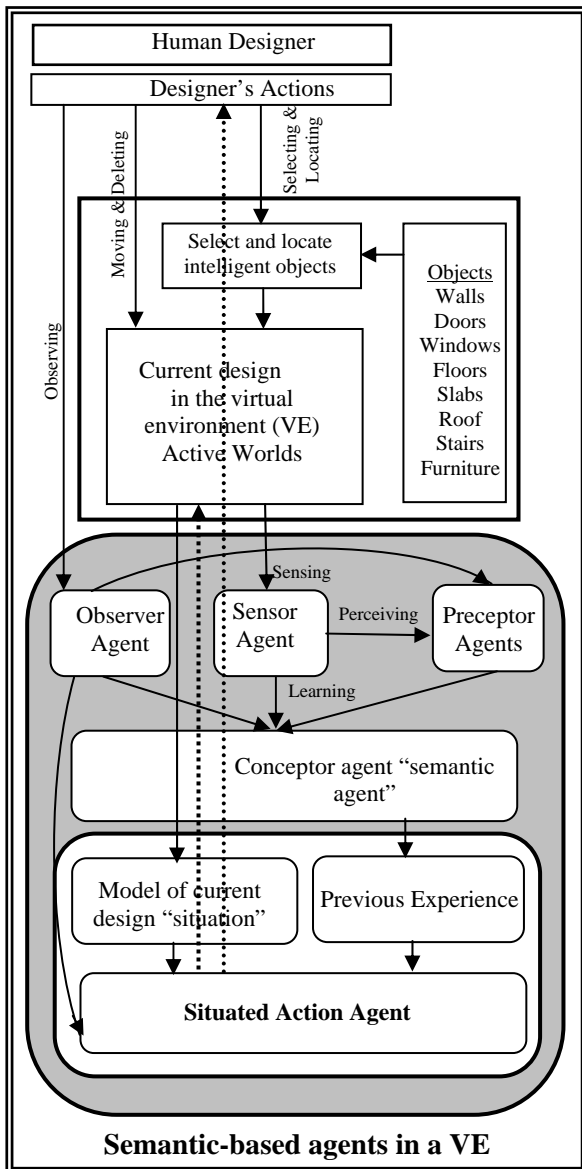 Human Designer
Designer's Actions
Observing
Moving & Deleting
Selecting &
Locating
Select and locate
intelligent objects
Objects
Walls
Doors
Windows
Floors
Slabs
Roof
Stairs
Furniture
Current design
in the virtual
environment (VE)
Active Worlds
Sensing
Observer
Agent
Sensor
Agent
Perceiving
Preceptor
Agents
Learning
Conceptor agent “semantic
agent”
Model of current
design “situation”
Previous Experience
Situated Action Agent
Semantic-based agents in a VE